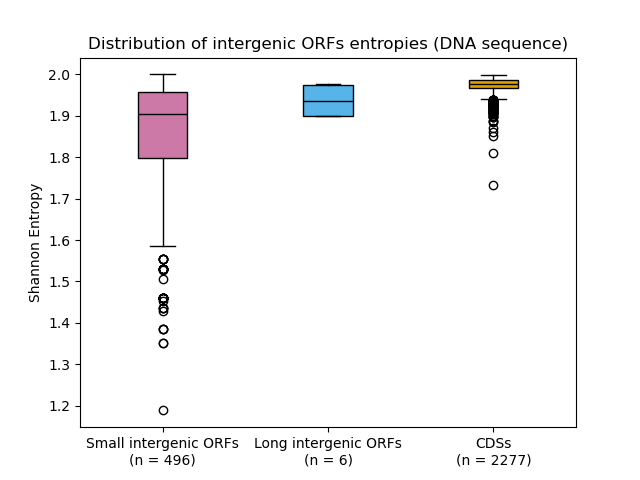 Distribution of intergenic ORFs entropies (DNA sequence)
Shannon Entropy
2.0
1.9
1.8
1.7
1.6
1.5
1.4
1.3
1.2
Small intergenic ORFs
(n = 496)
Long intergenic ORFs
(n = 6)
CDSs
(n = 2277)